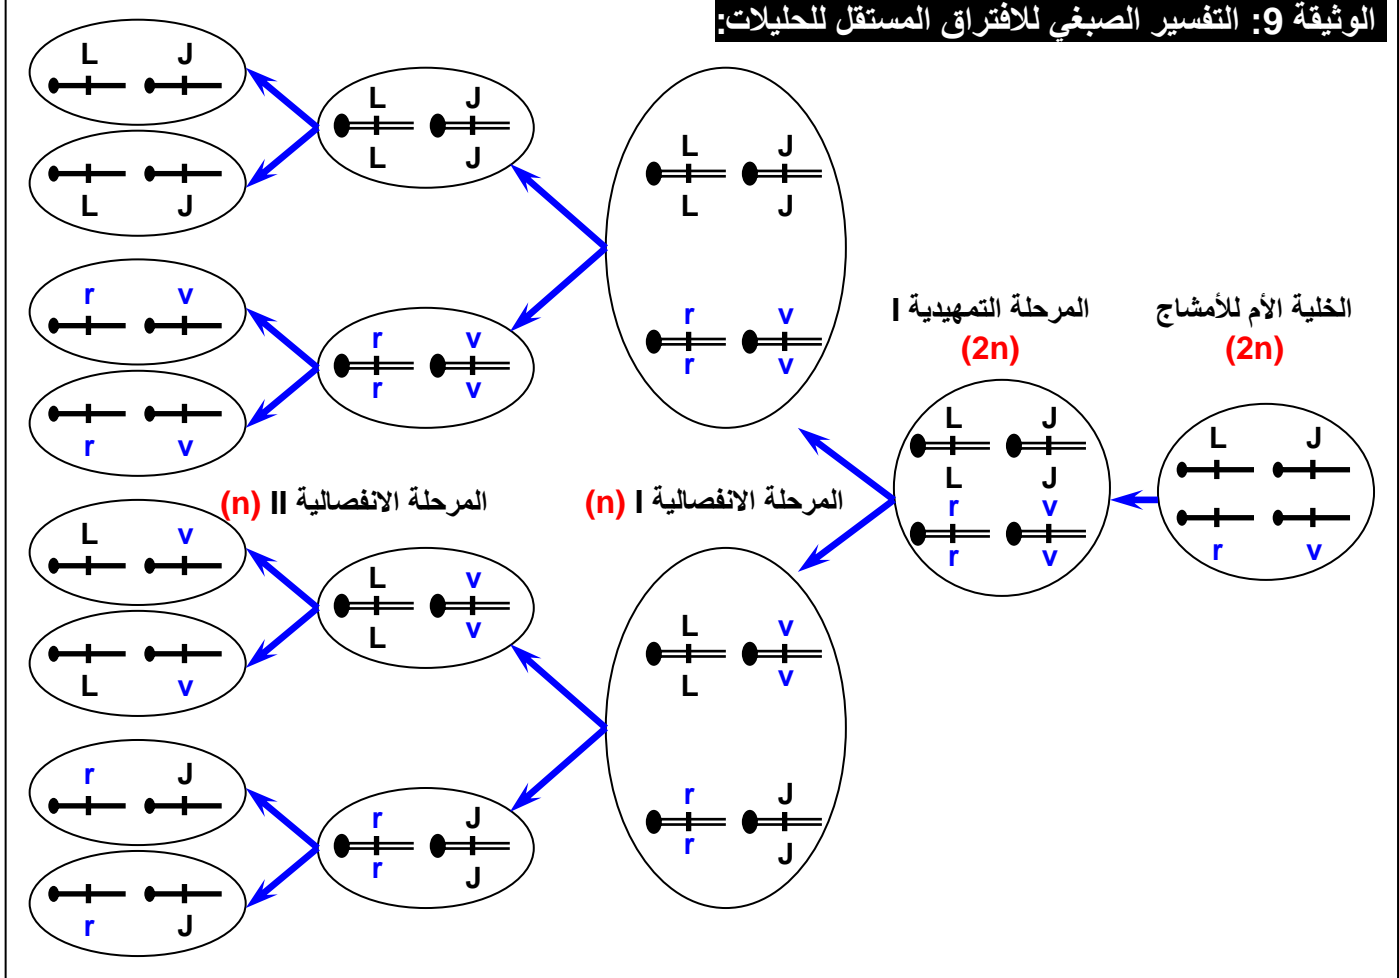 الوثيقة 9: التفسير الصبغي للافتراق المستقل للحليلات:
الخلية الأم للأمشاج
(2n)
L J
r v
المرحلة التمهيدية I
(2n)
L J
L J
r v
r v
المرحلة الانفصالية I (n)
L J
L J
r v
r v
L v
L v
r J
r J
المرحلة الانفصالية II (n)
L J
L J
r v
r v
L v
L v
r J
r J
L J
L J
r v
r v
L v
L v
r J
r J